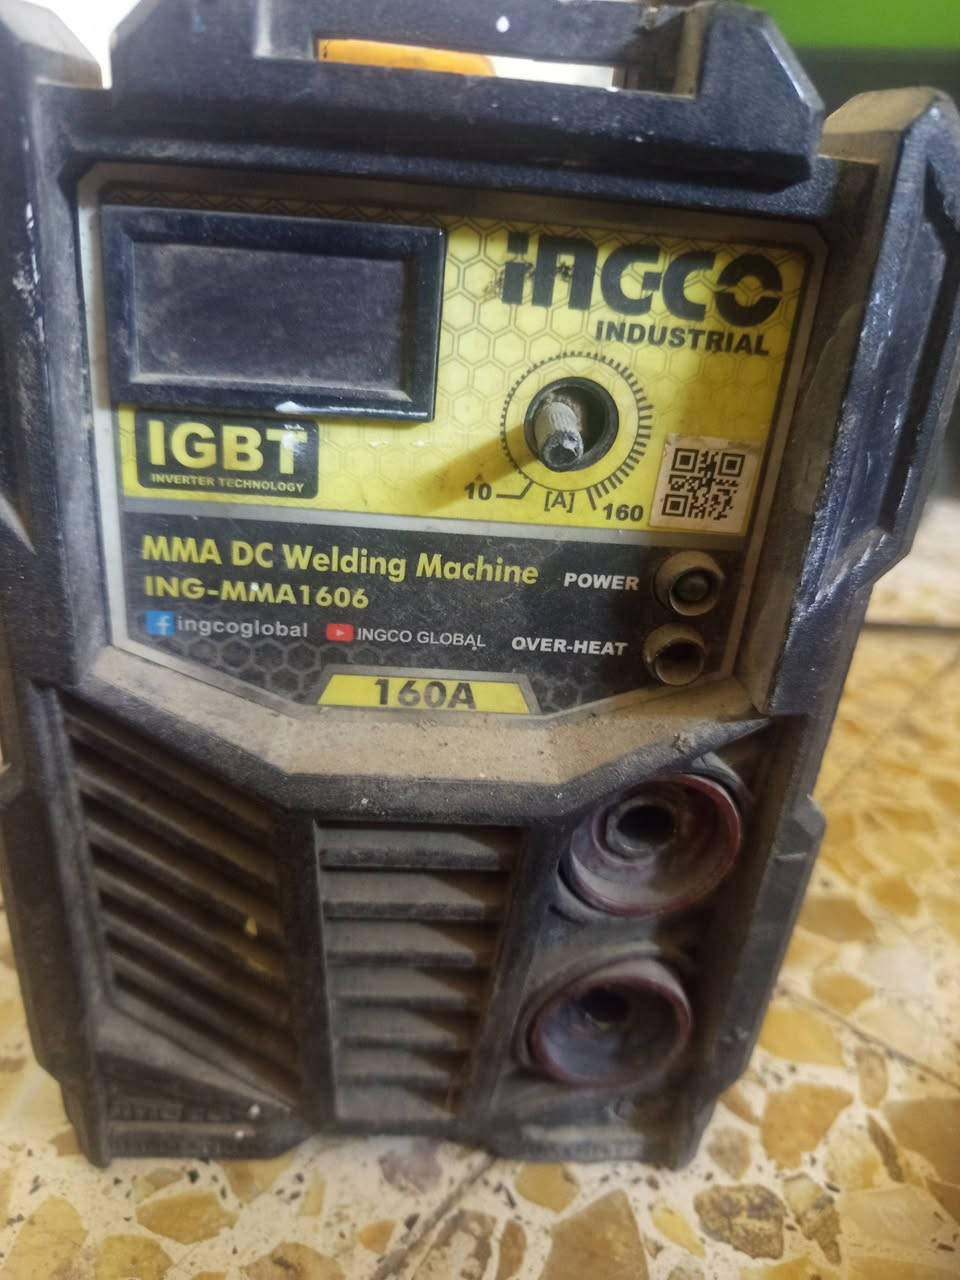 INGCO
INDUSTRIAL
IGBT
INVERTER TECHNOLOGY
10
[A]
160
MMA DC Welding Machine
ING-MMA1606
POWER
ingcoglobal
INGCO GLOBAL
OVER-HEAT
160A